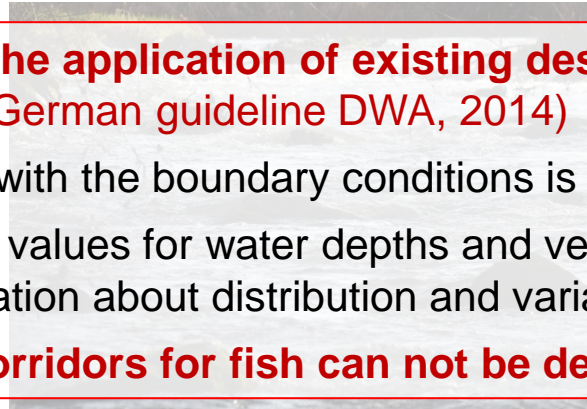 he application of existing des
German guideline DWA, 2014)
with the boundary conditions is
values for water depths and ve
ation about distribution and varia
orridors for fish can not be de